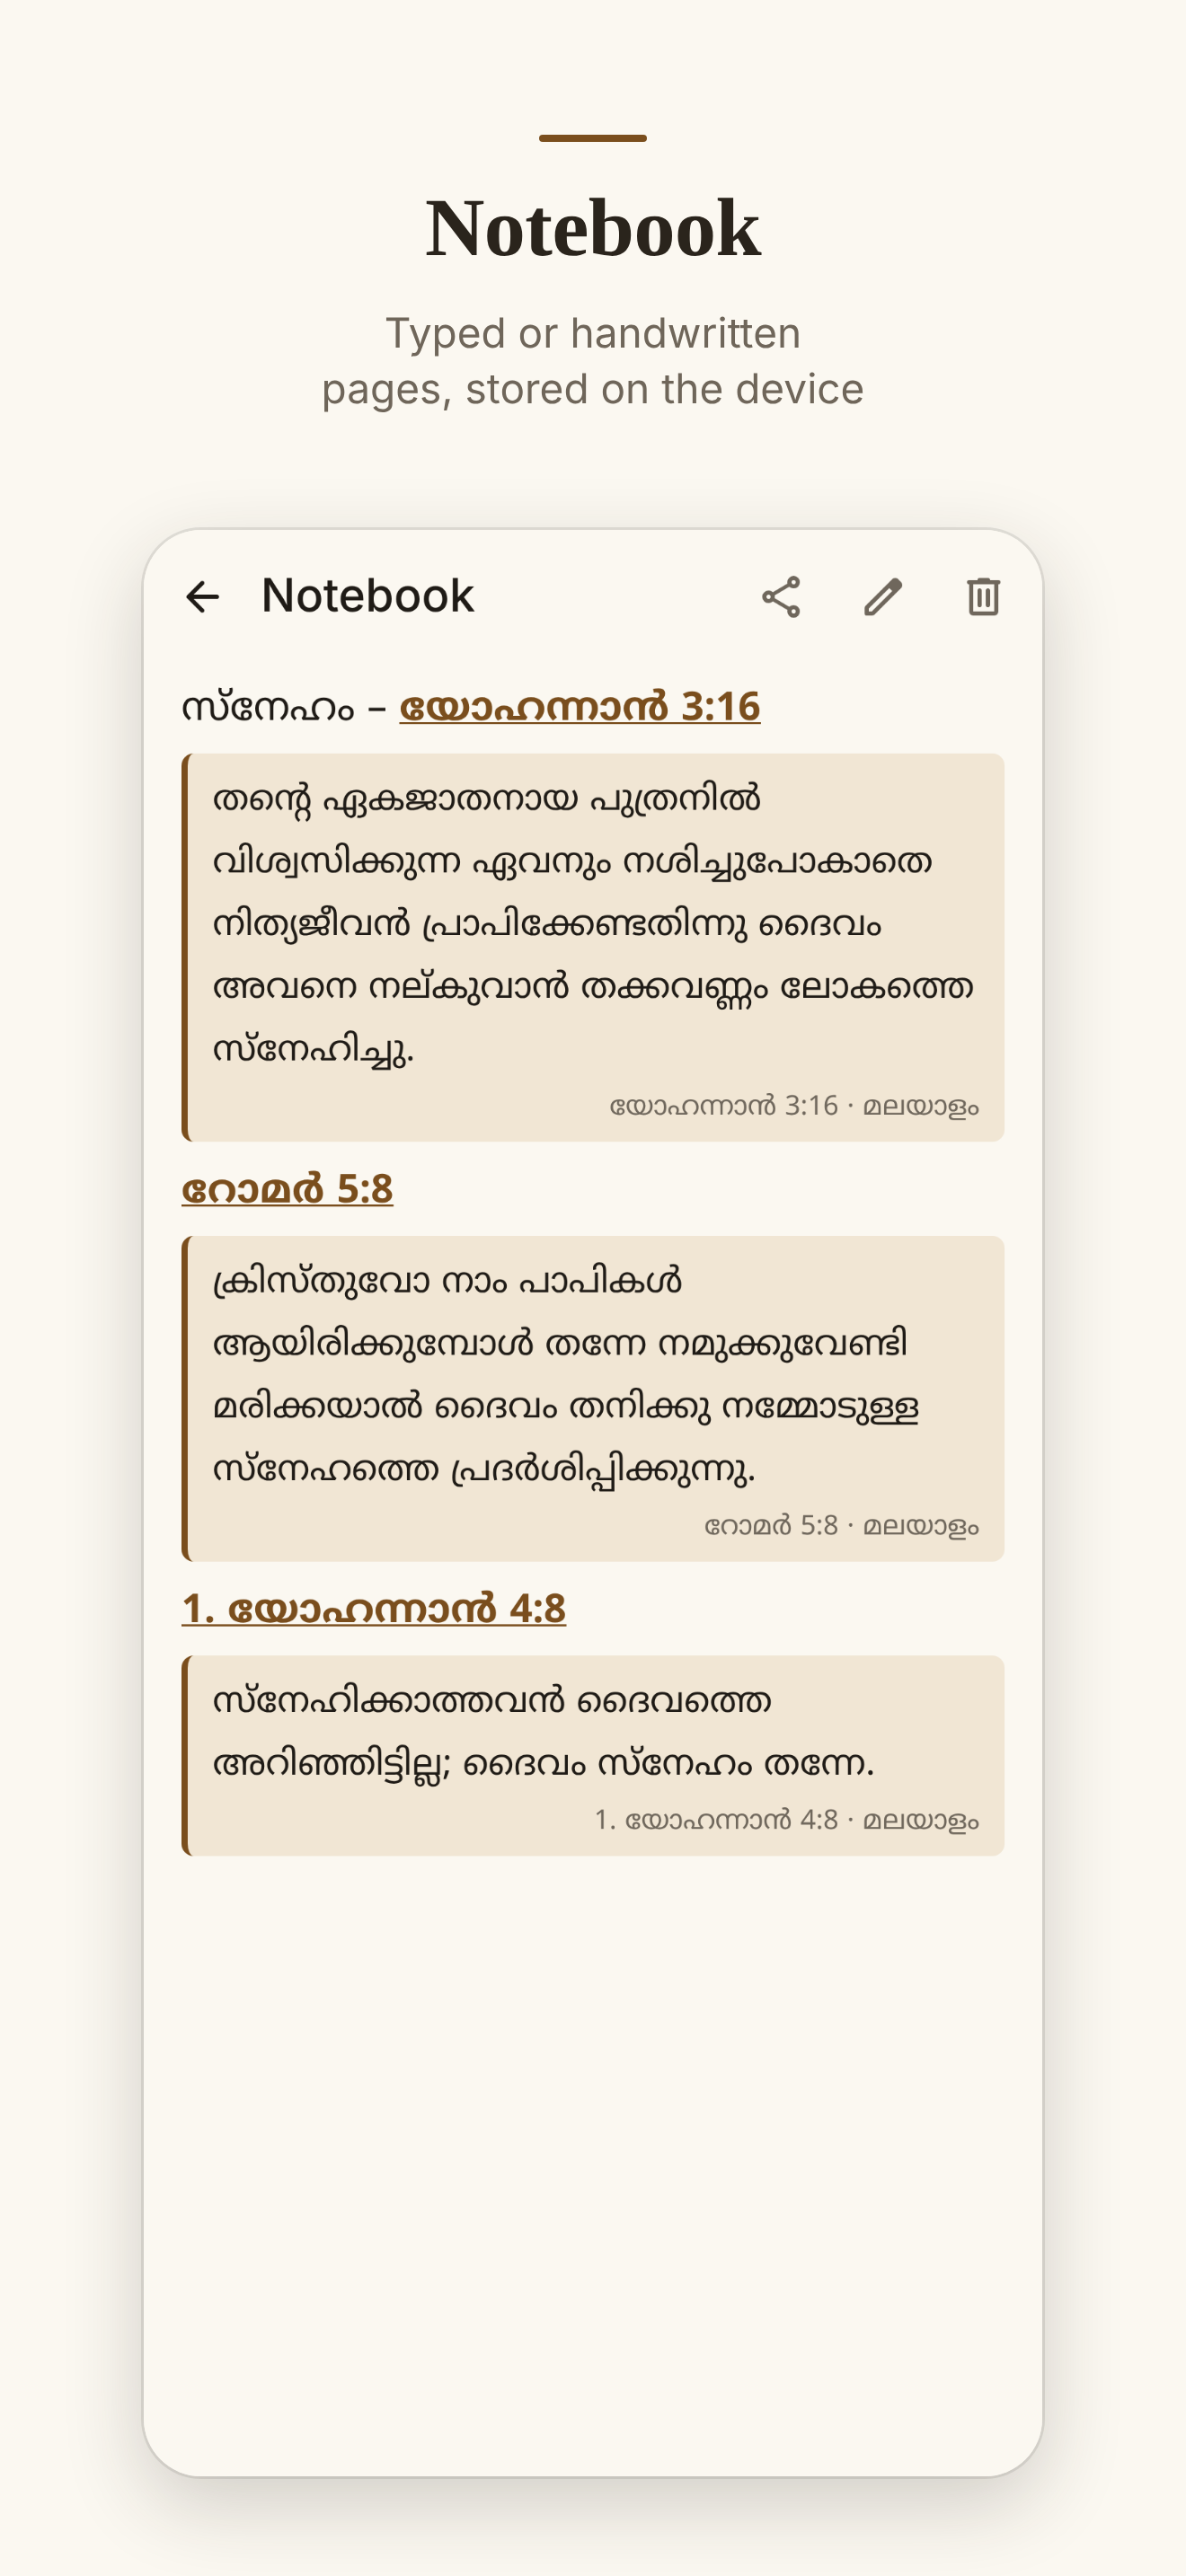 Notebook
Typed or handwritten
pages, stored on the device
Notebook
സ്നേഹം – യോഹന്നാൻ 3:16
തന്റെ ഏകജാതനായ പുത്രനിൽ
വിശ്വസിക്കുന്ന ഏവനും നശിച്ചുപോകാതെ
നിത്യജീവൻ പ്രാപിക്കേണ്ടതിന്നു ദൈവം
അവനെ നല്കുവാൻ തക്കവണ്ണം ലോകത്തെ
സ്നേഹിച്ചു.
യോഹന്നാൻ 3:16 · മലയാളം
റോമർ 5:8
ക്രിസ്തുവോ നാം പാപികൾ
ആയിരിക്കുമ്പോൾ തന്നേ നമുക്കുവേണ്ടി
മരിക്കയാൽ ദൈവം തനിക്കു നമ്മോടുള്ള
സ്നേഹത്തെ പ്രദർശിപ്പിക്കുന്നു.
റോമർ 5:8 · മലയാളം
1. യോഹന്നാൻ 4:8
സ്നേഹിക്കാത്തവൻ ദൈവത്തെ
അറിഞ്ഞിട്ടില്ല; ദൈവം സ്നേഹം തന്നേ.
1. യോഹന്നാൻ 4:8 · മലയാളം